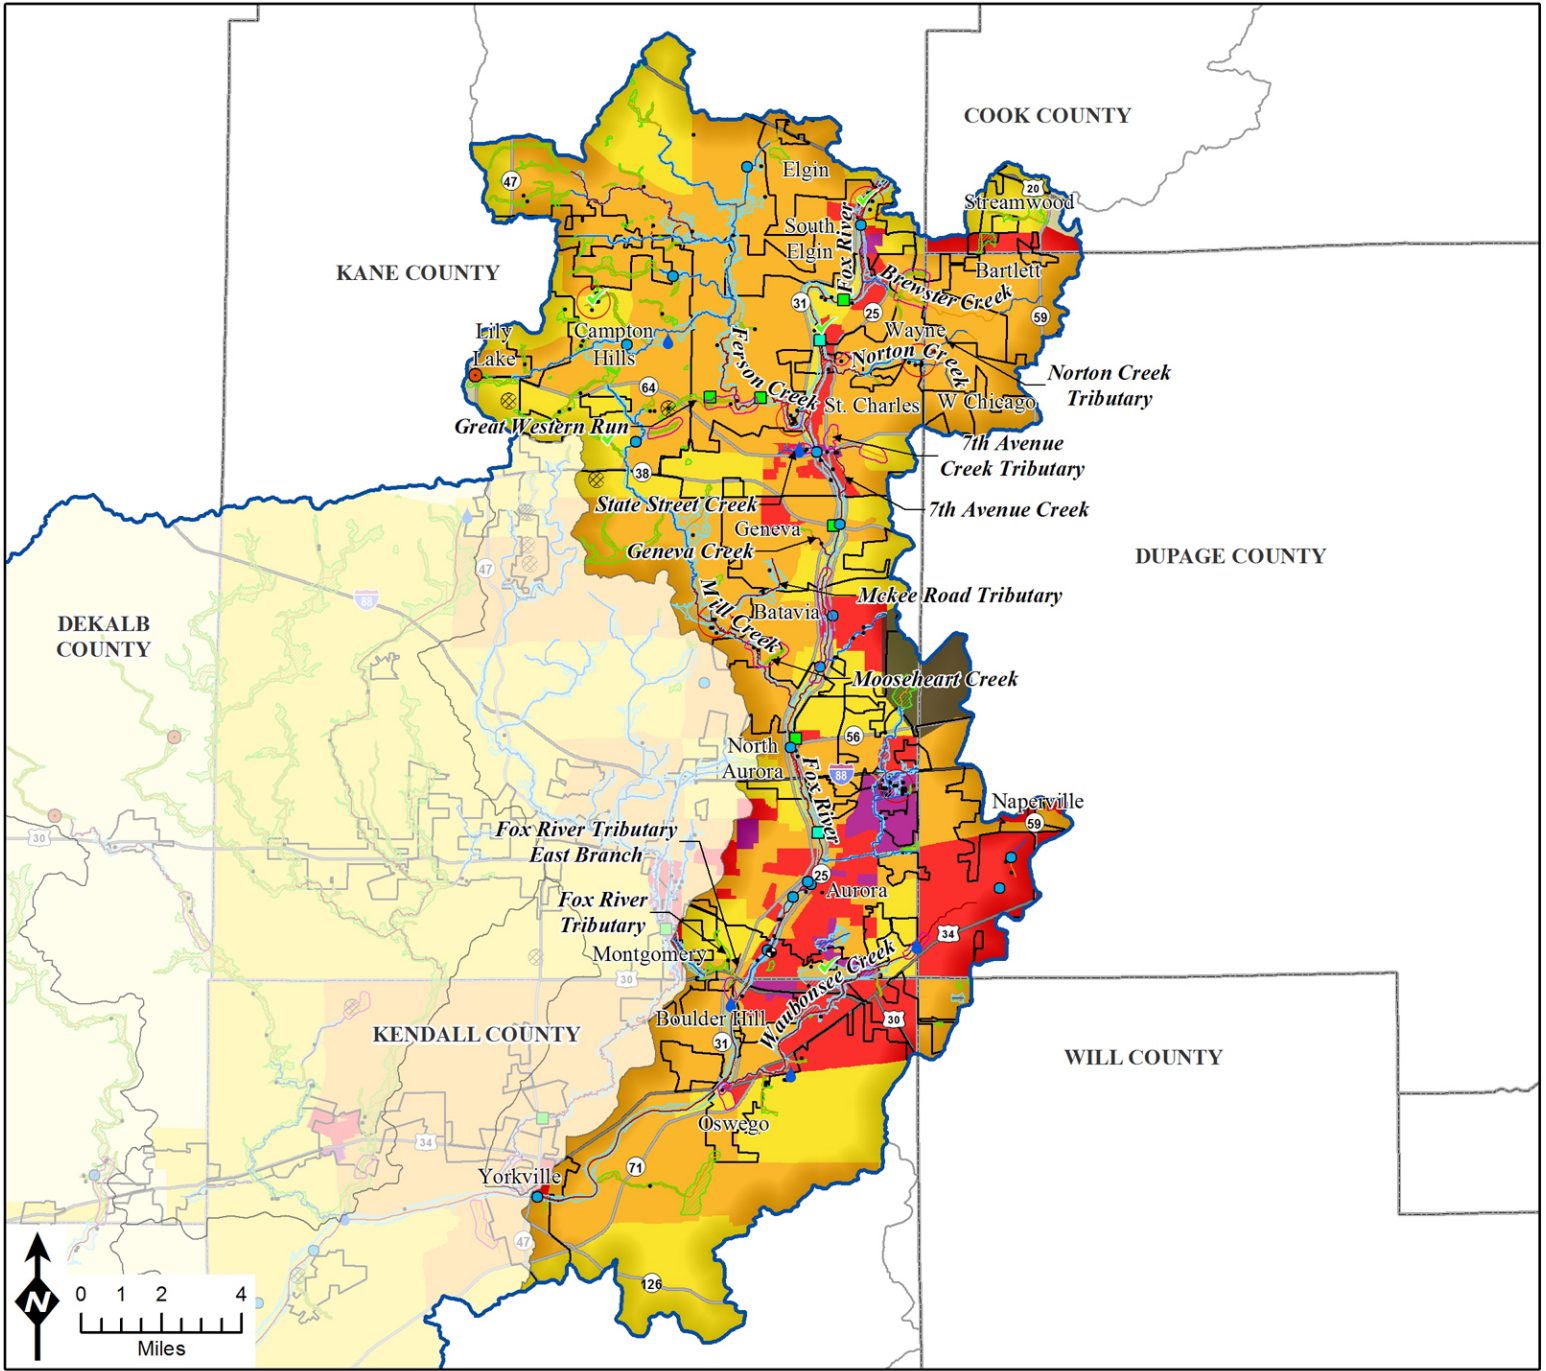 COOK COUNTY
Elgin
47
20
Streamwood
South
Elgin
Fox River
KANE COUNTY
Bartlett
Brewster Creek
31
25
59
Lily
Lake
Campton
Hills
Wayne
Ferson Creek
Norton Creek
Norton Creek
Tributary
64
St. Charles
W Chicago
Great Western Run
7th Avenue
Creek Tributary
38
State Street Creek
7th Avenue Creek
Geneva
Geneva Creek
DUPAGE COUNTY
47
88
Mill Creek
Mckee Road Tributary
Batavia
DEKALB
COUNTY
Mooseheart Creek
56
North
Aurora
88
Fox River
Naperville
59
30
Fox River Tributary
East Branch
25
Aurora
Fox River
Tributary
34
Montgomery
Waubonsee Creek
30
Boulder Hill
30
KENDALL COUNTY
31
WILL COUNTY
Oswego
34
71
Yorkville
47
126
N
0 1 2 4
Miles